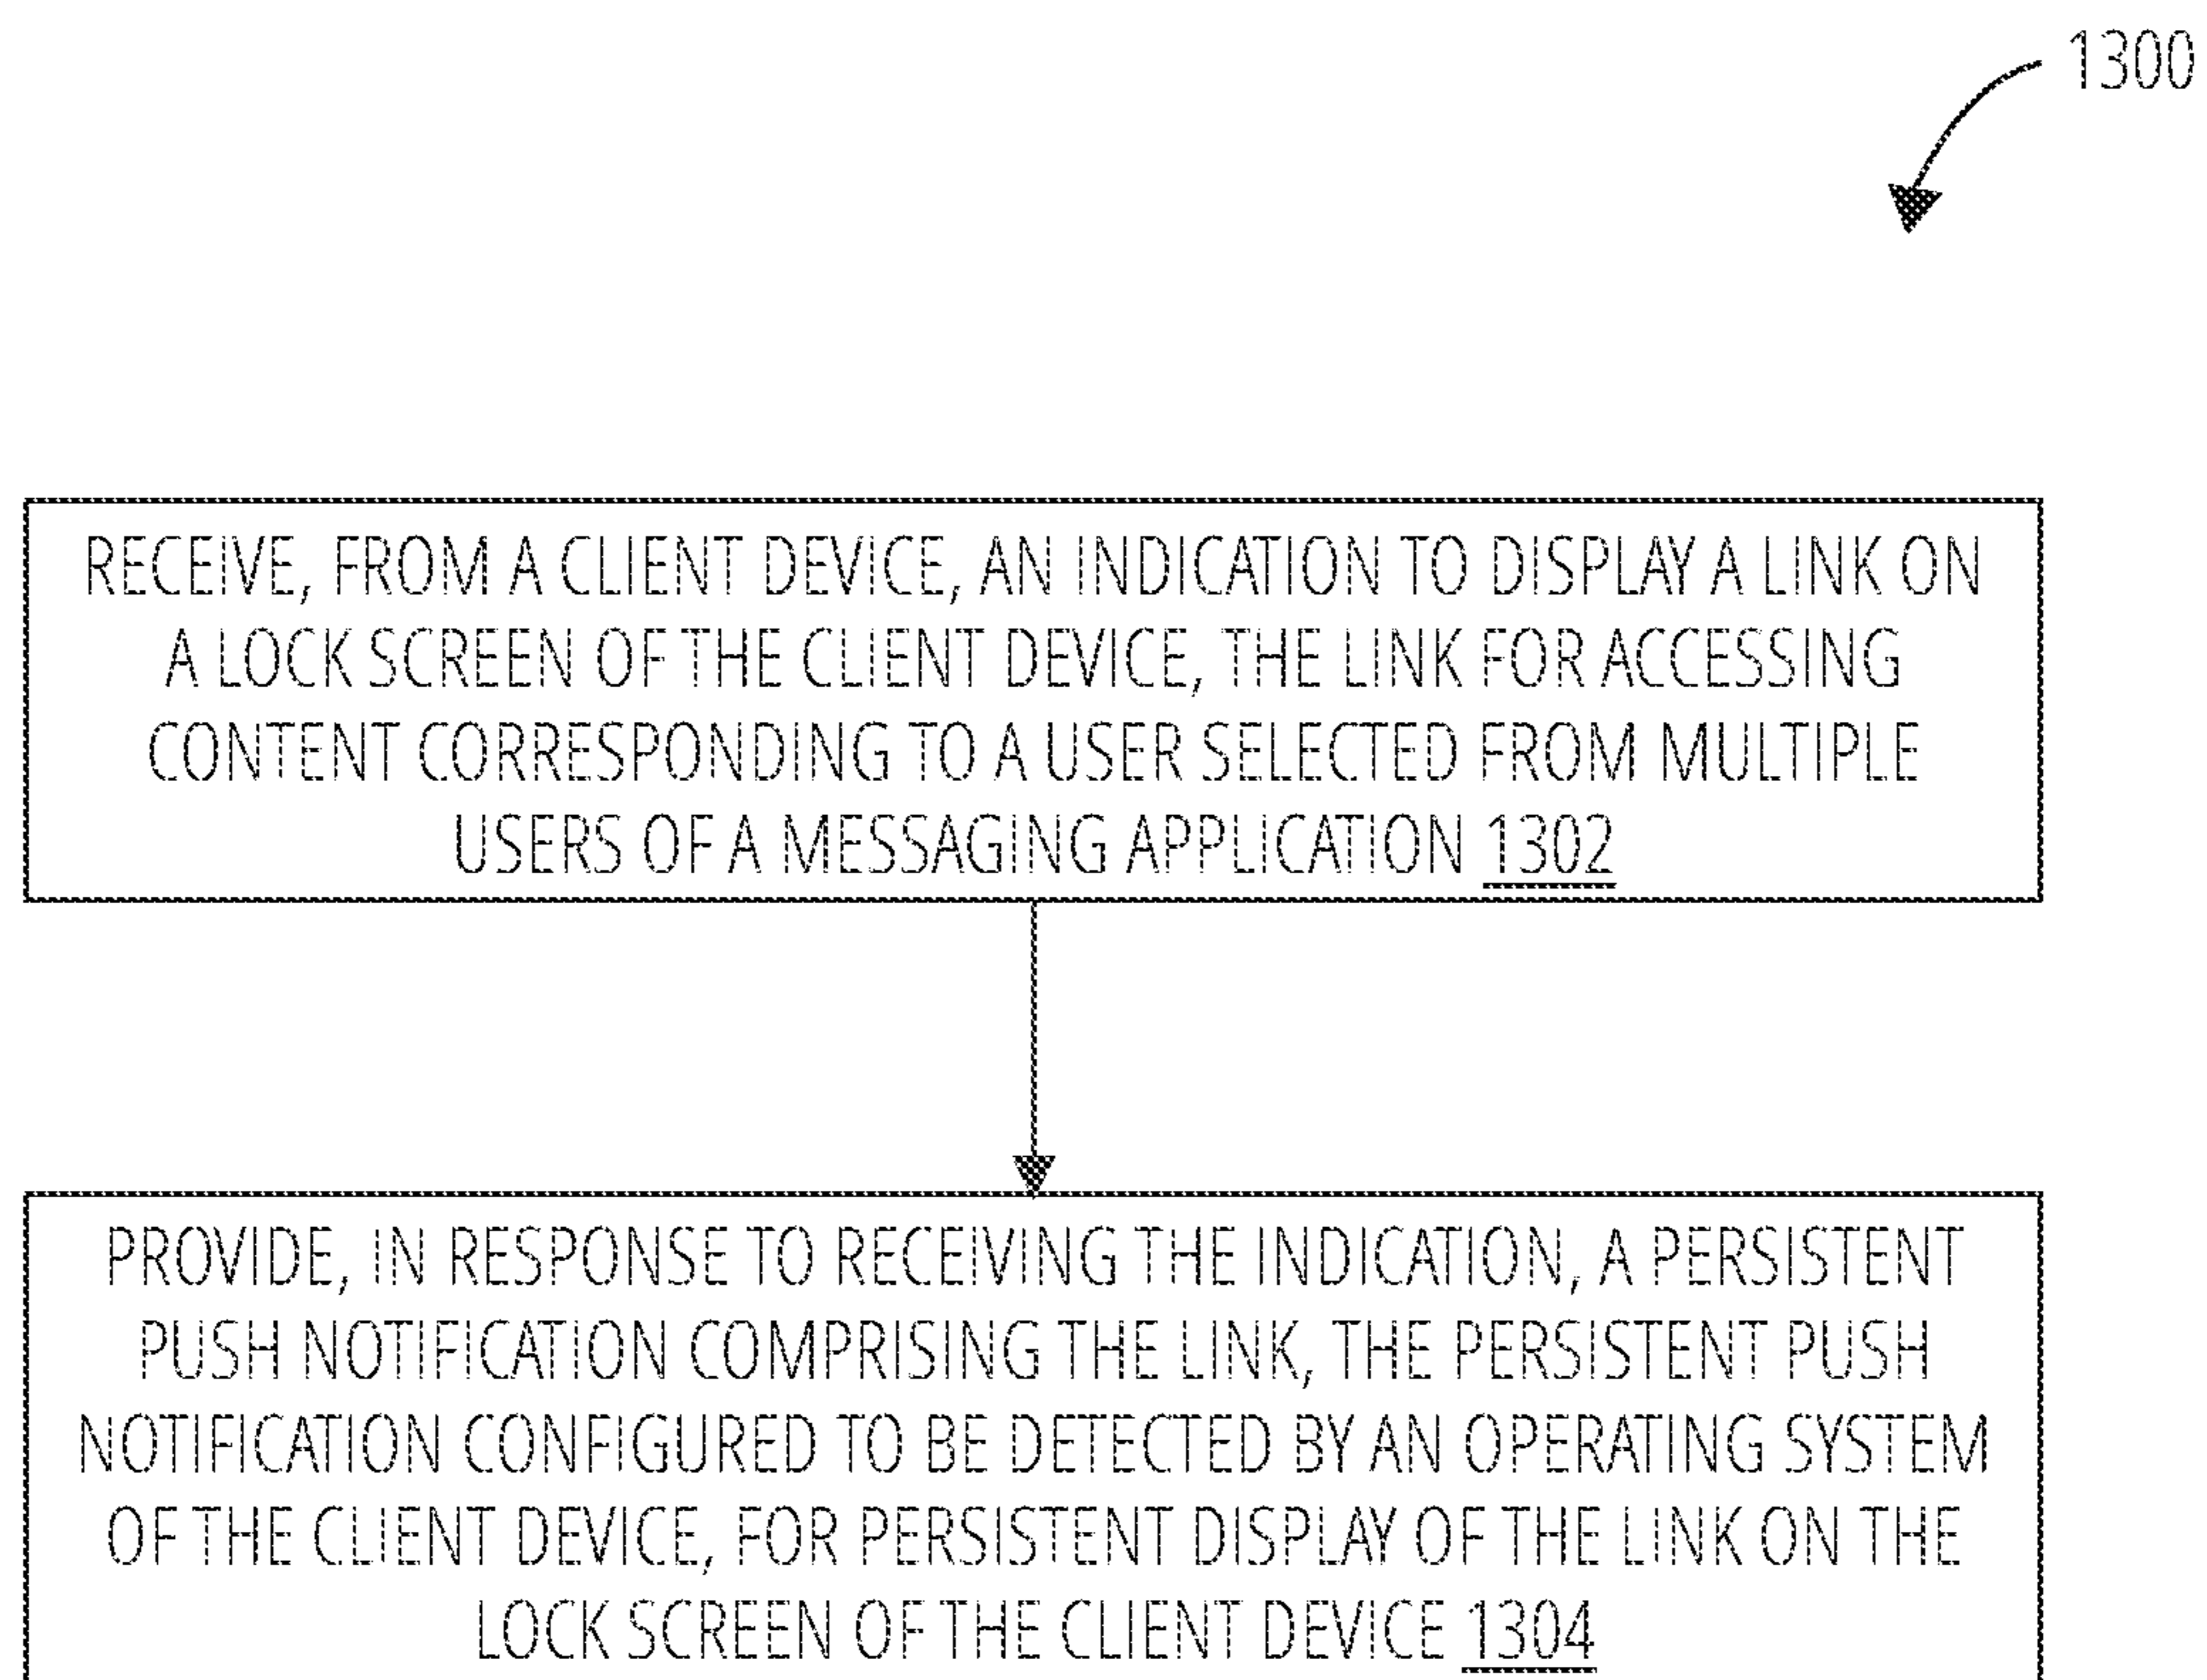 1300
RECEIVE, FROM A CLIENT DEVICE, AN INDICATION TO DISPLAY A LINK ON
A LOCK SCREEN OF THE CLIENT DEVICE, THE LINK FOR ACCESSING
CONTENT CORRESPONDING TO A USER SELECTED FROM MULTIPLE
USERS OF A MESSAGING APPLICATION 1302
PROVIDE, IN RESPONSE TO RECEIVING THE INDICATION, A PERSISTENT
PUSH NOTIFICATION COMPRISING THE LINK, THE PERSISTENT PUSH
NOTIFICATION CONFIGURED TO BE DETECTED BY AN OPERATING SYSTEM
OF THE CLIENT DEVICE, FOR PERSISTENT DISPLAY OF THE LINK ON THE
LOCK SCREEN OF THE CLIENT DEVICE 1304